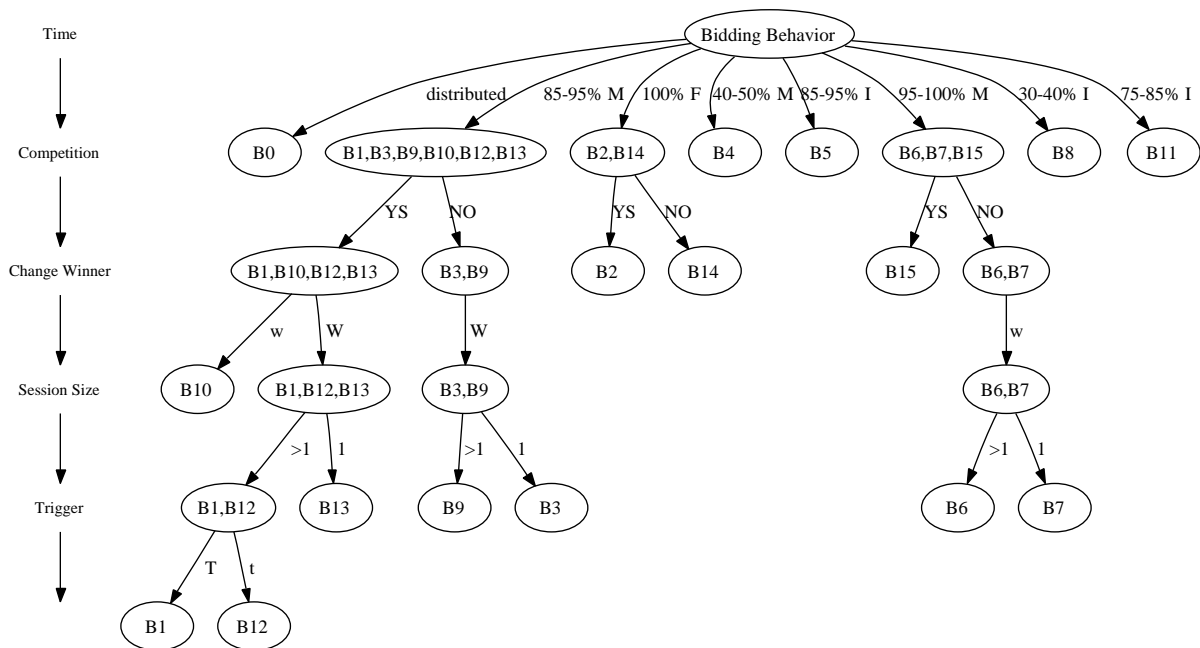 Time
Bidding Behavior
distributed
85-95% M
100% F
40-50% M
85-95% I
95-100% M
30-40% I
75-85% I
Competition
B0
B1,B3,B9,B10,B12,B13
B2,B14
B4
B5
B6,B7,B15
B8
B11
YS
NO
YS
NO
YS
NO
Change Winner
B1,B10,B12,B13
B3,B9
B2
B14
B15
B6,B7
w
W
W
w
Session Size
B10
B1,B12,B13
B3,B9
B6,B7
>1
1
>1
1
>1
1
Trigger
B1,B12
B13
B9
B3
B6
B7
T
t
B1
B12